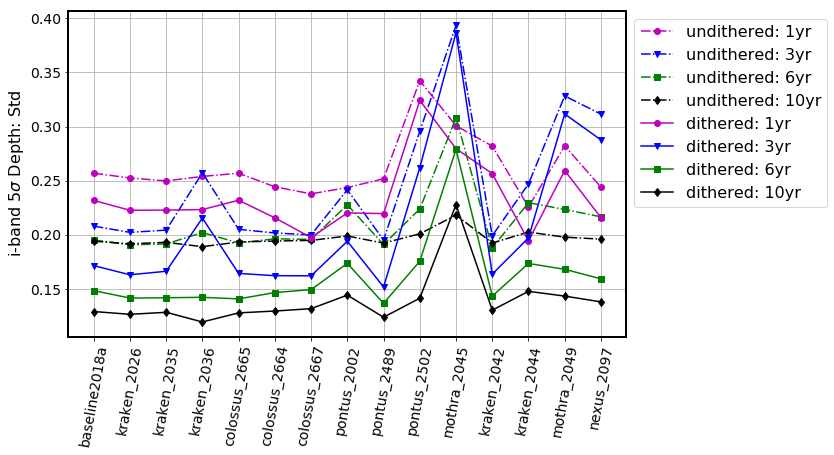 i-band 5σ Depth: Std
0.40
0.35
0.30
0.25
0.20
0.15
baseline2018a
kraken_2026
kraken_2035
kraken_2036
colossus_2665
colossus_2664
colossus_2667
pontus_2002
pontus_2489
pontus_2502
mothra_2045
kraken_2042
kraken_2044
mothra_2049
nexus_2097
undithered: 1yr
undithered: 3yr
undithered: 6yr
undithered: 10yr
dithered: 1yr
dithered: 3yr
dithered: 6yr
dithered: 10yr